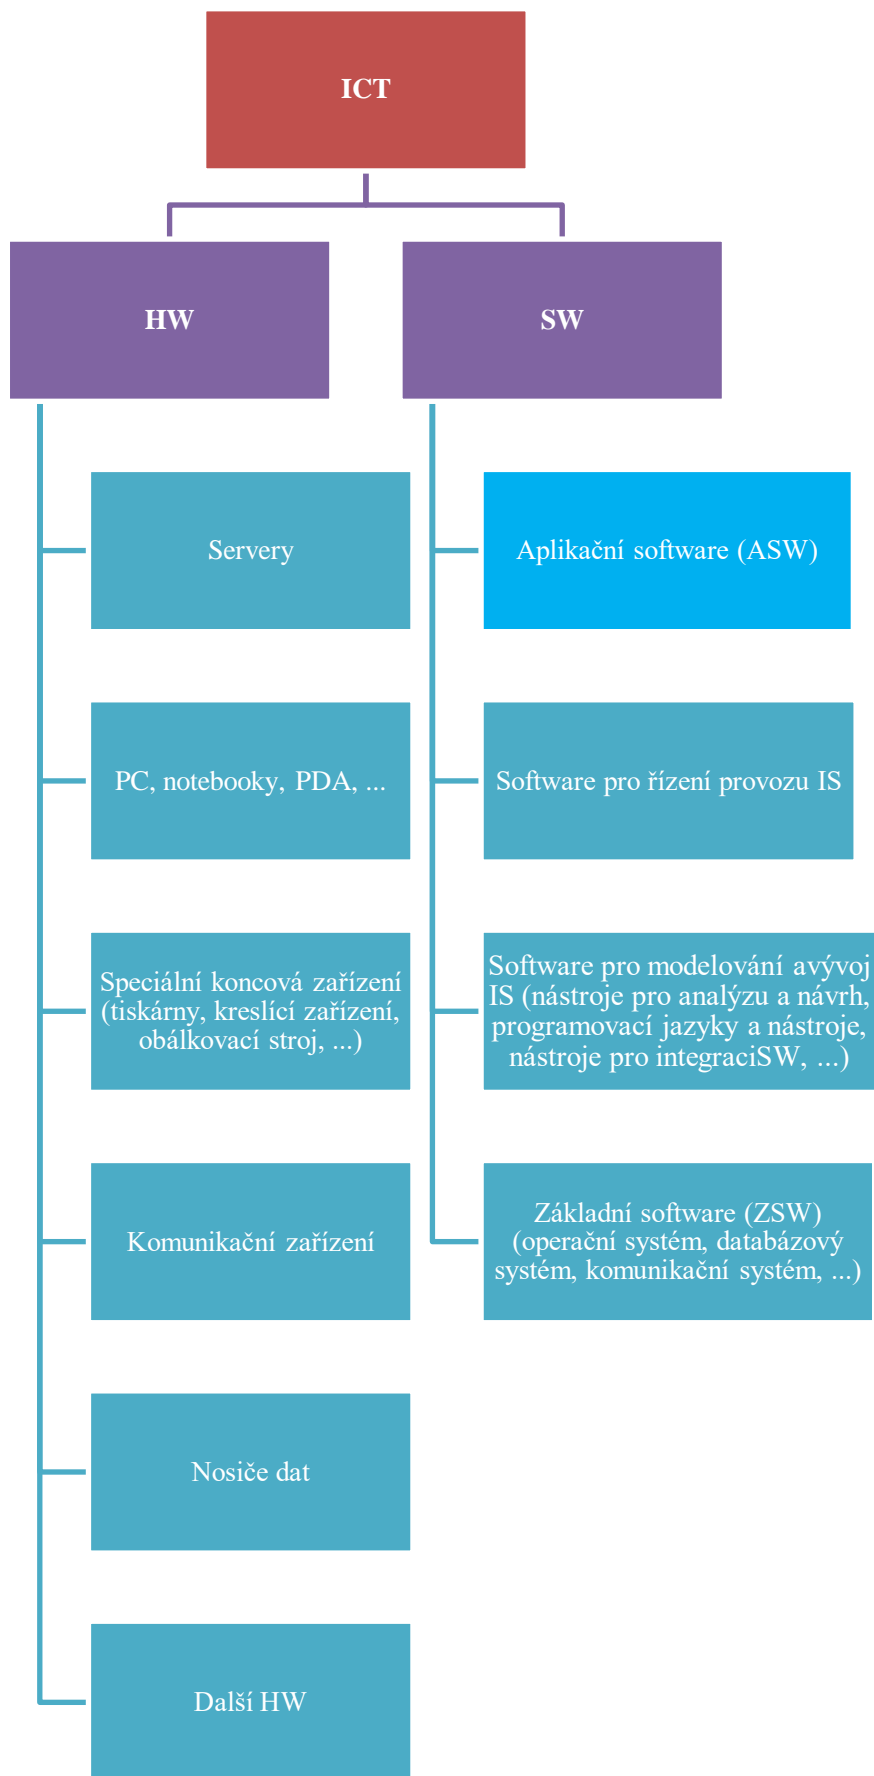 ICT
HW
SW
Servery
PC, notebooky, PDA, ...
Speciální koncová zařízení
(tiskárny, kreslící zařízení,
obálkovací stroj, ...)
Komunikační zařízení
Nosiče dat
Další HW
Aplikační software (ASW)
Software pro řízení provozu IS
Software pro modelování avývoj
IS (nástroje pro analýzu a návrh,
programovací jazyky a nástroje,
nástroje pro integraciSW, ...)
Základní software (ZSW)
(operační systém, databázový
systém, komunikační systém, ...)